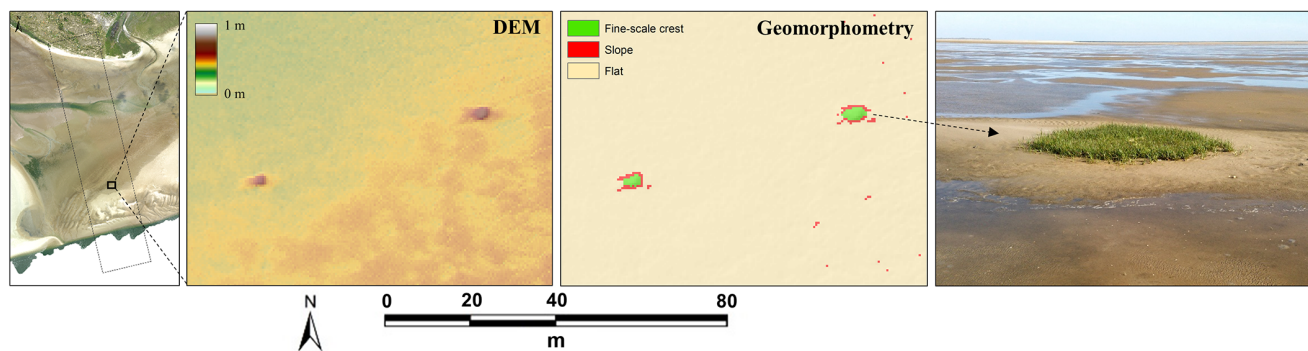 N
1 m
0 m
DEM
Fine-scale crest
Slope
Flat
Geomorphometry
N
0 20 40 80
m